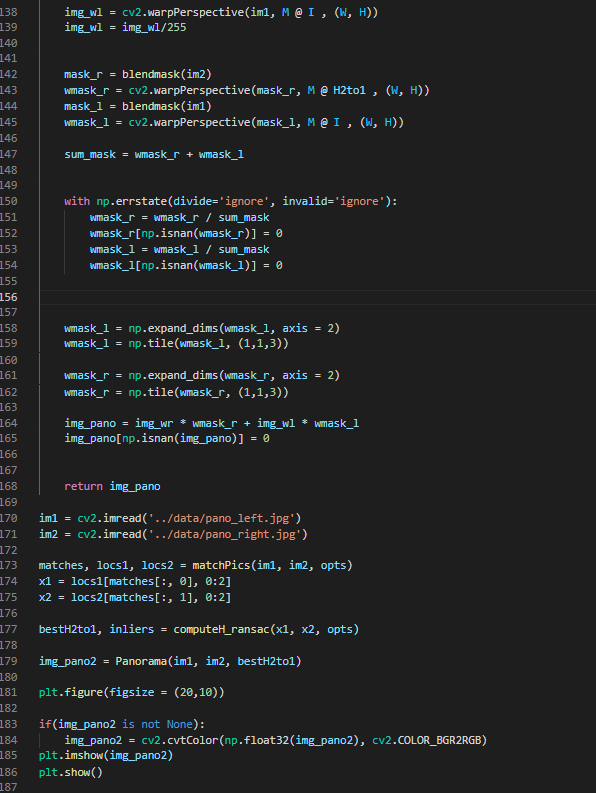 138 img_wl = cv2.warpPerspective(im1, M @ I , (W, H))
139 img_wl = img_wl/255
140
141
142 mask_r = blendmask(im2)
143 wmask_r = cv2.warpPerspective(mask_r, M @ H2to1 , (W, H))
144 mask_l = blendmask(im1)
145 wmask_l = cv2.warpPerspective(mask_l, M @ I , (W, H))
146
147 sum_mask = wmask_r + wmask_l
148
149
150 with np.errstate(divide='ignore', invalid='ignore'):
151 wmask_r = wmask_r / sum_mask
152 wmask_r[np.isnan(wmask_r)] = 0
153 wmask_l = wmask_l / sum_mask
154 wmask_l[np.isnan(wmask_l)] = 0
155
156
157
158 wmask_l = np.expand_dims(wmask_l, axis = 2)
159 wmask_l = np.tile(wmask_l, (1,1,3))
160
161 wmask_r = np.expand_dims(wmask_r, axis = 2)
162 wmask_r = np.tile(wmask_r, (1,1,3))
163
164 img_pano = img_wr * wmask_r + img_wl * wmask_l
165 img_pano[np.isnan(img_pano)] = 0
166
167
168 return img_pano
169
170 im1 = cv2.imread('../data/pano_left.jpg')
171 im2 = cv2.imread('../data/pano_right.jpg')
172
173 matches, locs1, locs2 = matchPics(im1, im2, opts)
174 x1 = locs1[matches[:, 0], 0:2]
175 x2 = locs2[matches[:, 1], 0:2]
176
177 bestH2to1, inliers = computeH_ransac(x1, x2, opts)
178
179 img_pano2 = Panorama(im1, im2, bestH2to1)
180
181 plt.figure(figsize = (20,10))
182
183 if(img_pano2 is not None):
184 img_pano2 = cv2.cvtColor(np.float32(img_pano2), cv2.COLOR_BGR2RGB)
185 plt.imshow(img_pano2)
186 plt.show()
187